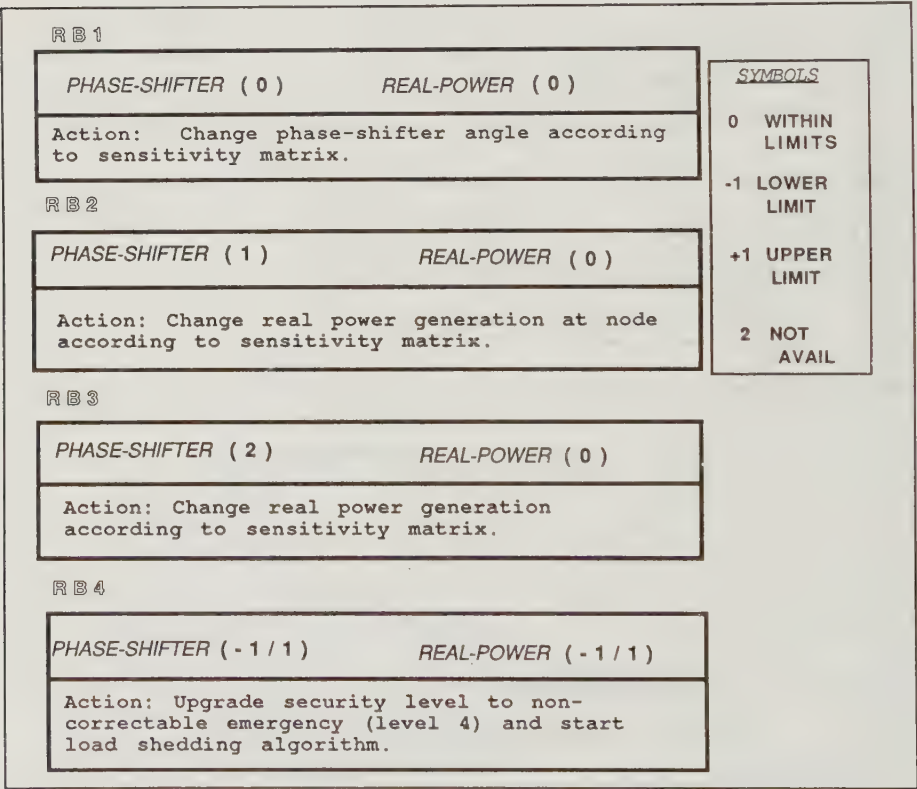 RB1
PHASE-SHIFTER ( 0 ) REAL-POWER ( 0 )
Action: Change phase-shifter angle according
to sensitivity matrix.
RB2
PHASE-SHIFTER ( 1 ) REAL-POWER ( 0 )
Action: Change real power generation at node
according to sensitivity matrix.
RB3
PHASE-SHIFTER ( 2 ) REAL-POWER ( 0 )
Action: Change real power generation
according to sensitivity matrix.
RB4
PHASE-SHIFTER ( - 1 / 1 ) REAL-POWER ( - 1 / 1 )
Action: Upgrade security level to non-
correctable emergency (level 4) and start
load shedding algorithm.
SYMBOLS
0 WITHIN
LIMITS
-1 LOWER
LIMIT
+1 UPPER
LIMIT
2 NOT
AVAIL